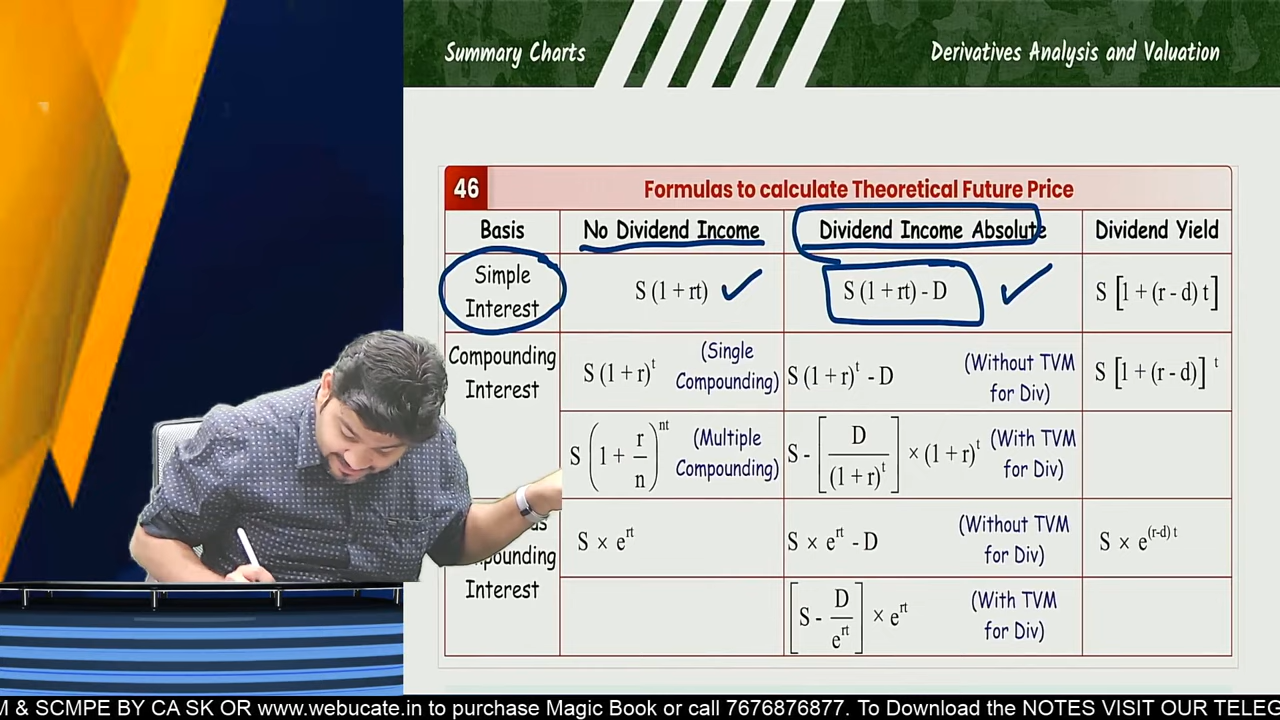 Summary Charts
Derivatives Analysis and Valuation
46 Formulas to calculate Theoretical Future Price
Basis No Dividend Income Dividend Income Absolute Dividend Yield
Simple Interest
S (1 + rt)
S (1 + rt) - D
S [1 + (r - d) t]
Compounding Interest
S (1 + r)^t (Single Compounding)
S (1 + r)^t - D (Without TVM for Div)
S [1 + (r - d)]^t
S (1 + r/n)^nt (Multiple Compounding)
S - [D/(1 + r)^t] × (1 + r)^t (With TVM for Div)
Interest
S × e^rt
S × e^rt - D (Without TVM for Div)
S × e^(r-d) t
[S - D/e^rt] × e^rt (With TVM for Div)
M & SCMPE BY CA SK OR www.webucate.in to purchase Magic Book or call 7676876877. To Download the NOTES VISIT OUR TELEG